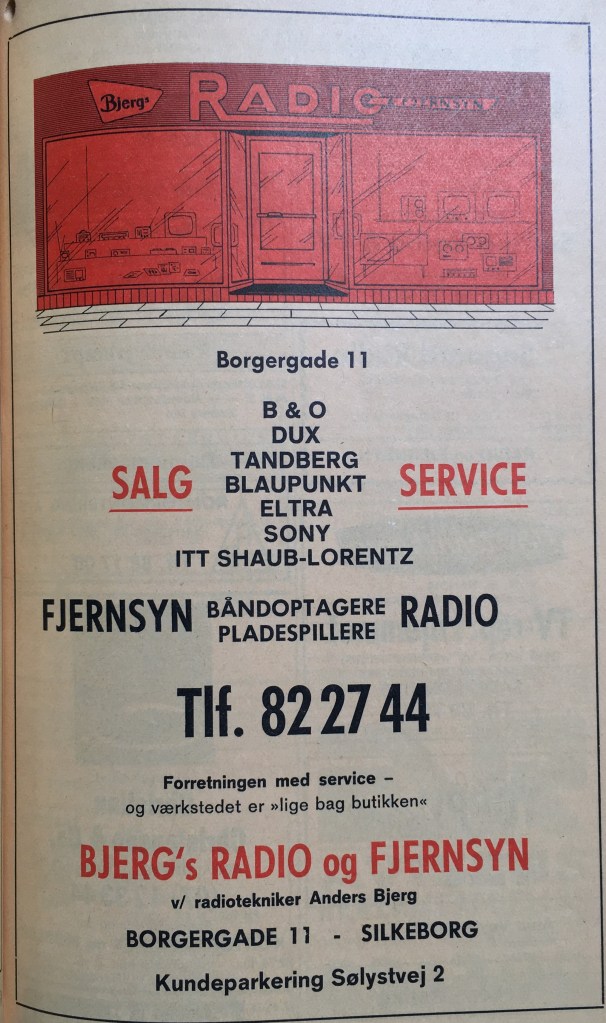 Bjergs
RADIO
FJERNSYN
Borgergade 11
B & O
DUX
TANDBERG
SALG BLAUPUNKT SERVICE
ELTRA
SONY
ITT SHAUB-LORENTZ
FJERNSYN BÅNDOPTAGERE RADIO
PLADESPILLERE
Tlf. 82 27 44
Forretningen med service –
og værkstedet er »lige bag butikken«
BJERG's RADIO og FJERNSYN
v/ radiotekniker Anders Bjerg
BORGERGADE 11 - SILKEBORG
Kundeparkering Sølystvej 2